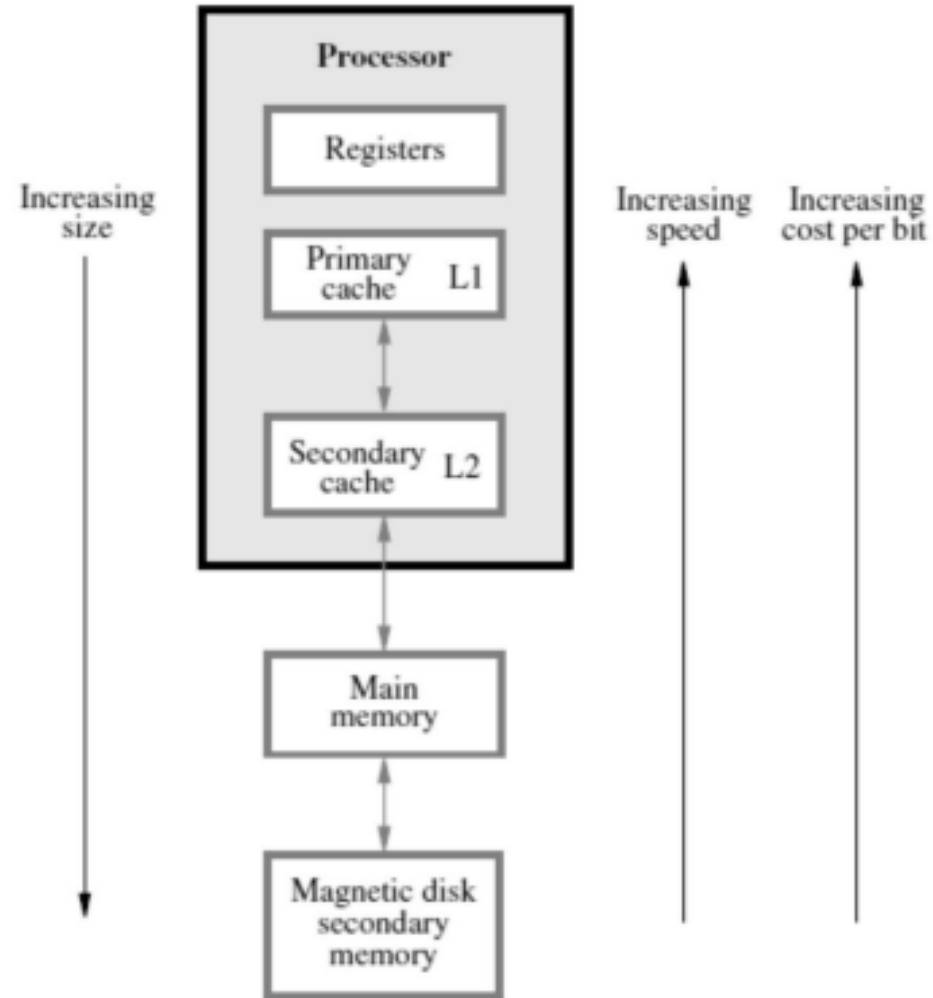 Processor
Registers
Increasing
size
Increasing
speed
Increasing
cost per bit
Primary
cache L1
Secondary
cache L2
Main
memory
Magnetic disk
secondary
memory